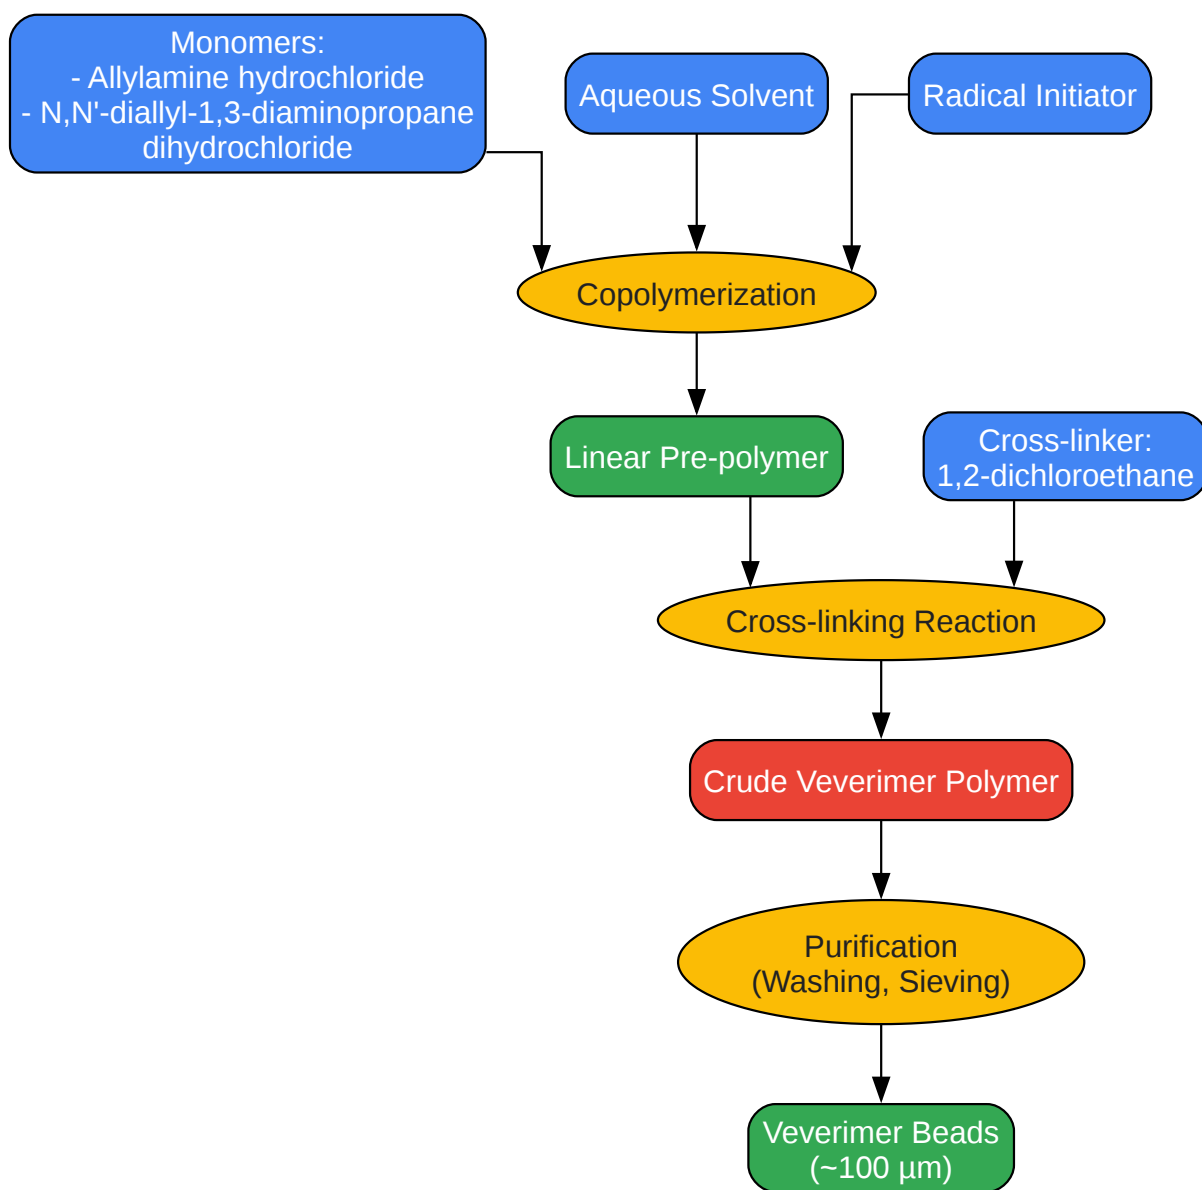 Monomers:
- Allylamine hydrochloride
- N,N'-diallyl-1,3-diaminopropane
dihydrochloride
Aqueous Solvent
Radical Initiator
Copolymerization
Linear Pre-polymer
Cross-linker:
1,2-dichloroethane
Cross-linking Reaction
Crude Veverimer Polymer
Purification
(Washing, Sieving)
Veverimer Beads
(~100 µm)